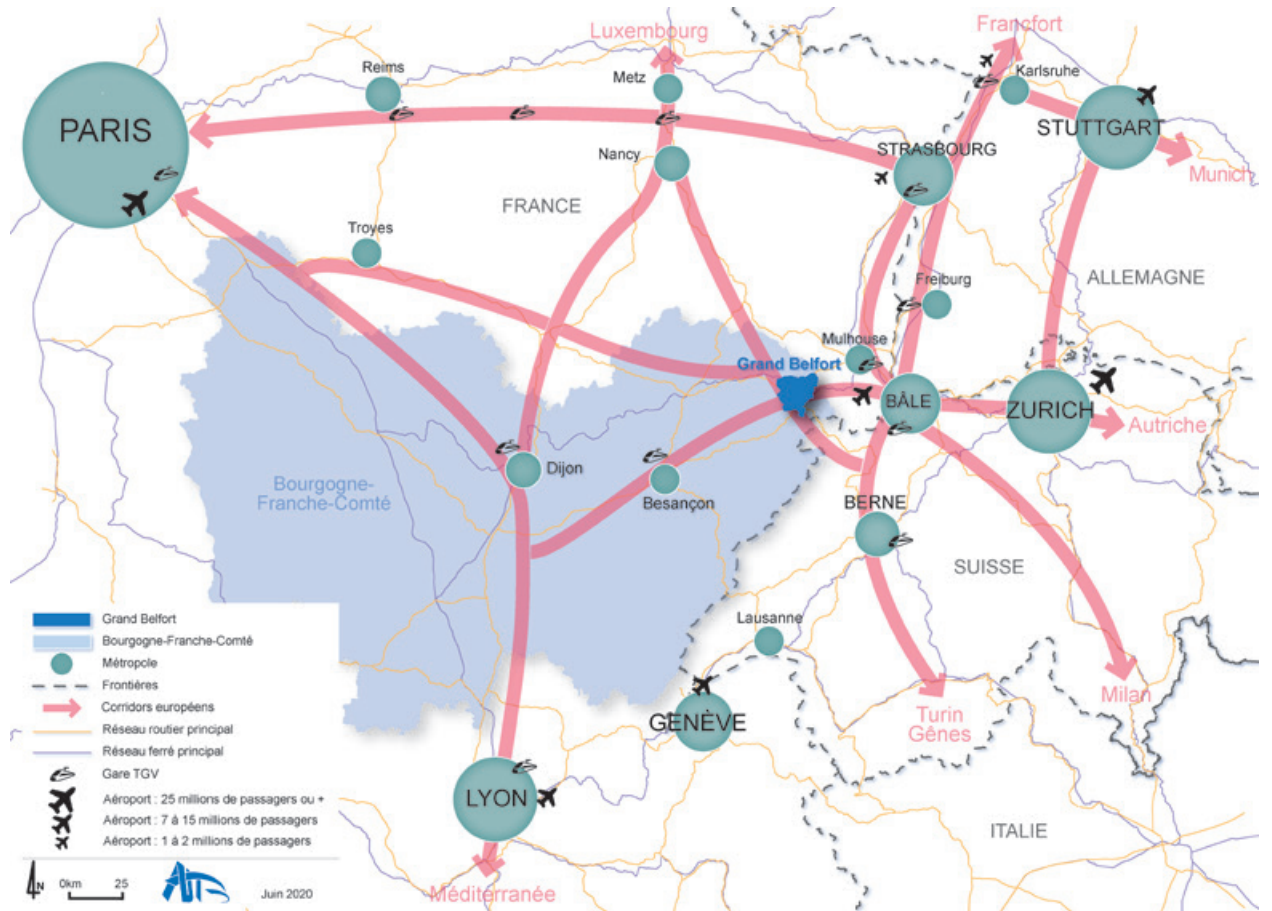 Luxembourg
Francfort
Reims
Metz
Karlsruhe
PARIS
STUTTGART
Nancy
STRASBOURG
Munich
FRANCE
Troyes
Freiburg
ALLEMAGNE
Mulhouse
Grand Belfort
BÂLE
ZURICH
Autriche
Dijon
Bourgogne-
Franche-Comté
Besançon
BERNE
SUISSE
Lausanne
Milan
GENÈVE
Turin
Gênes
LYON
ITALIE
Méditerranée
Grand Belfort
Bourgogne-Franche-Comté
Métropole
Frontières
Corridors européens
Réseau routier principal
Réseau ferré principal
Gare TGV
Aéroport : 25 millions de passagers ou +
Aéroport : 7 à 15 millions de passagers
Aéroport : 1 à 2 millions de passagers
N
0km 25
Juin 2020